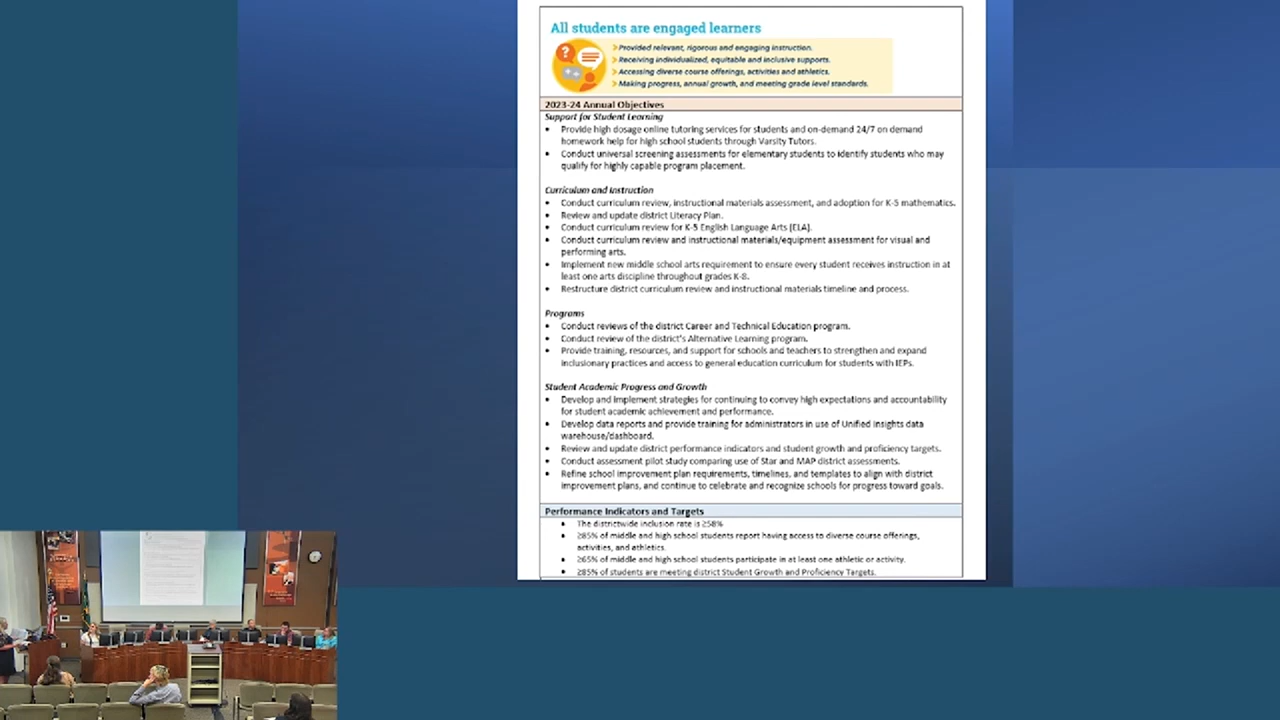 All students are engaged learners
Provided relevant, rigorous and engaging instruction.
Receiving individualized, equitable and inclusive supports.
Accessing diverse course offerings, activities and athletics.
Making progress, annual growth, and meeting grade level standards.
2023-24 Annual Objectives
Support for Student Learning
• Provide high dosage online tutoring services for students and on-demand 24/7 on demand
homework help for high school students through Varsity Tutors.
• Conduct universal screening assessments for elementary students to identify students who may
qualify for highly capable program placement.
Curriculum and Instruction
• Conduct curriculum review, instructional materials assessment, and adoption for K-5 mathematics.
• Review and update district Literacy Plan.
• Conduct curriculum review for K-5 English Language Arts (ELA).
• Conduct curriculum review and instructional materials/equipment assessment for visual and
performing arts.
• Implement new middle school arts requirement to ensure every student receives instruction in at
least one arts discipline throughout grades K-8.
• Restructure district curriculum review and instructional materials timeline and process.
Programs
• Conduct reviews of the district Career and Technical Education program.
• Conduct review of the district's Alternative Learning program.
• Provide training, resources, and support for schools and teachers to strengthen and expand
inclusionary practices and access to general education curriculum for students with IEPs.
Student Academic Progress and Growth
• Develop and implement strategies for continuing to convey high expectations and accountability
for student academic achievement and performance.
• Develop data reports and provide training for administrators in use of Unified Insights data
warehouse/dashboard.
• Review and update district performance indicators and student growth and proficiency targets.
• Conduct assessment pilot study comparing use of Star and MAP district assessments.
• Refine school improvement plan requirements, timelines, and templates to align with district
improvement plans, and continue to celebrate and recognize schools for progress toward goals.
Performance Indicators and Targets
• The districtwide inclusion rate is ≥58%
• ≥85% of middle and high school students report having access to diverse course offerings,
activities, and athletics.
• ≥65% of middle and high school students participate in at least one athletic or activity.
• ≥85% of students are meeting district Student Growth and Proficiency Targets.